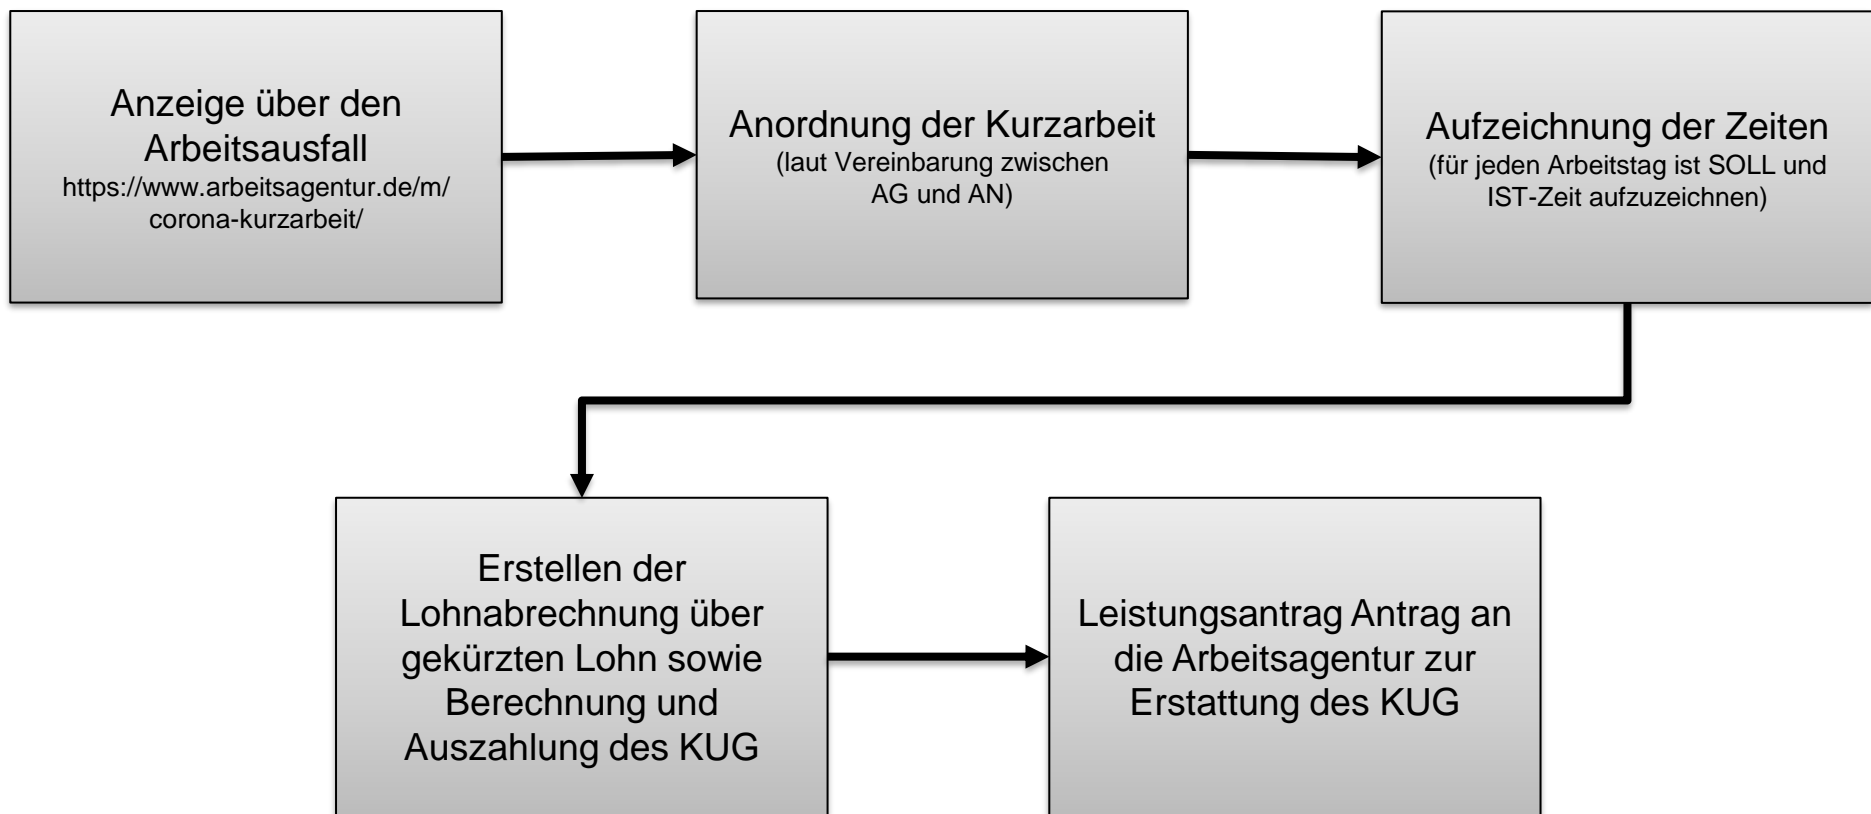 Anzeige über den
Arbeitsausfall
https://www.arbeitsagentur.de/m/
corona-kurzarbeit/
Anordnung der Kurzarbeit
(laut Vereinbarung zwischen
AG und AN)
Aufzeichnung der Zeiten
(für jeden Arbeitstag ist SOLL und
IST-Zeit aufzuzeichnen)
Erstellen der
Lohnabrechnung über
gekürzten Lohn sowie
Berechnung und
Auszahlung des KUG
Leistungsantrag Antrag an
die Arbeitsagentur zur
Erstattung des KUG